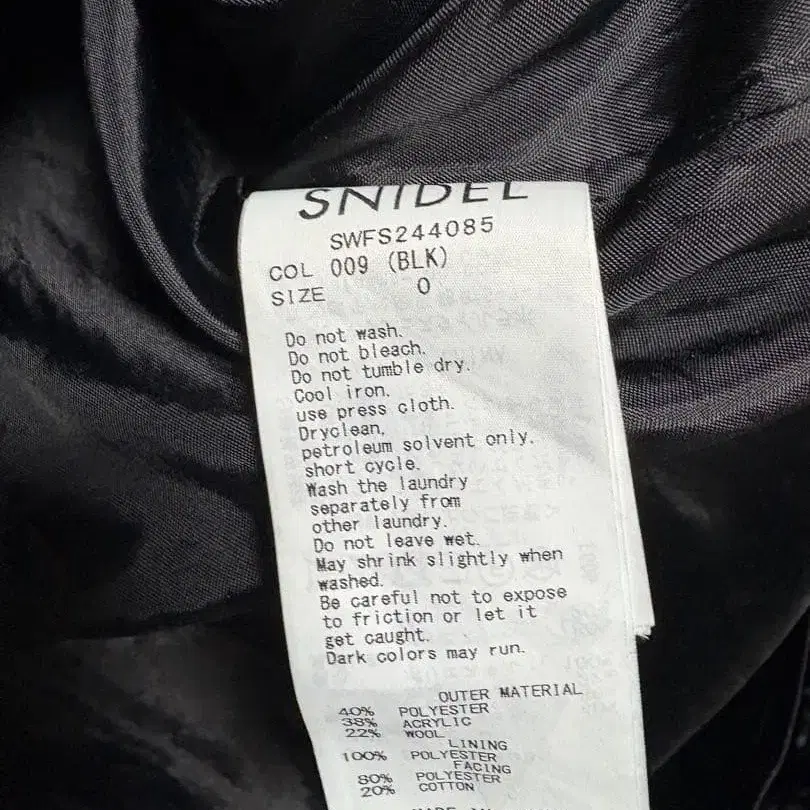 SNIDEL
SWFS244085
COL 009 (BLK)
SIZE 0
Do not wash.
Do not bleach.
Do not tumble dry.
Cool iron.
use press cloth.
Dryclean,
petroleum solvent only.
short cycle.
Wash the laundry
separately from
other laundry.
Do not leave wet.
May shrink slightly when
washed.
Be careful not to expose
to friction or let it
get caught.
Dark colors may run.
OUTER MATERIAL
40% POLYESTER
38% ACRYLIC
22% WOOL
LINING
100% POLYESTER
FACING
80% POLYESTER
20% COTTON